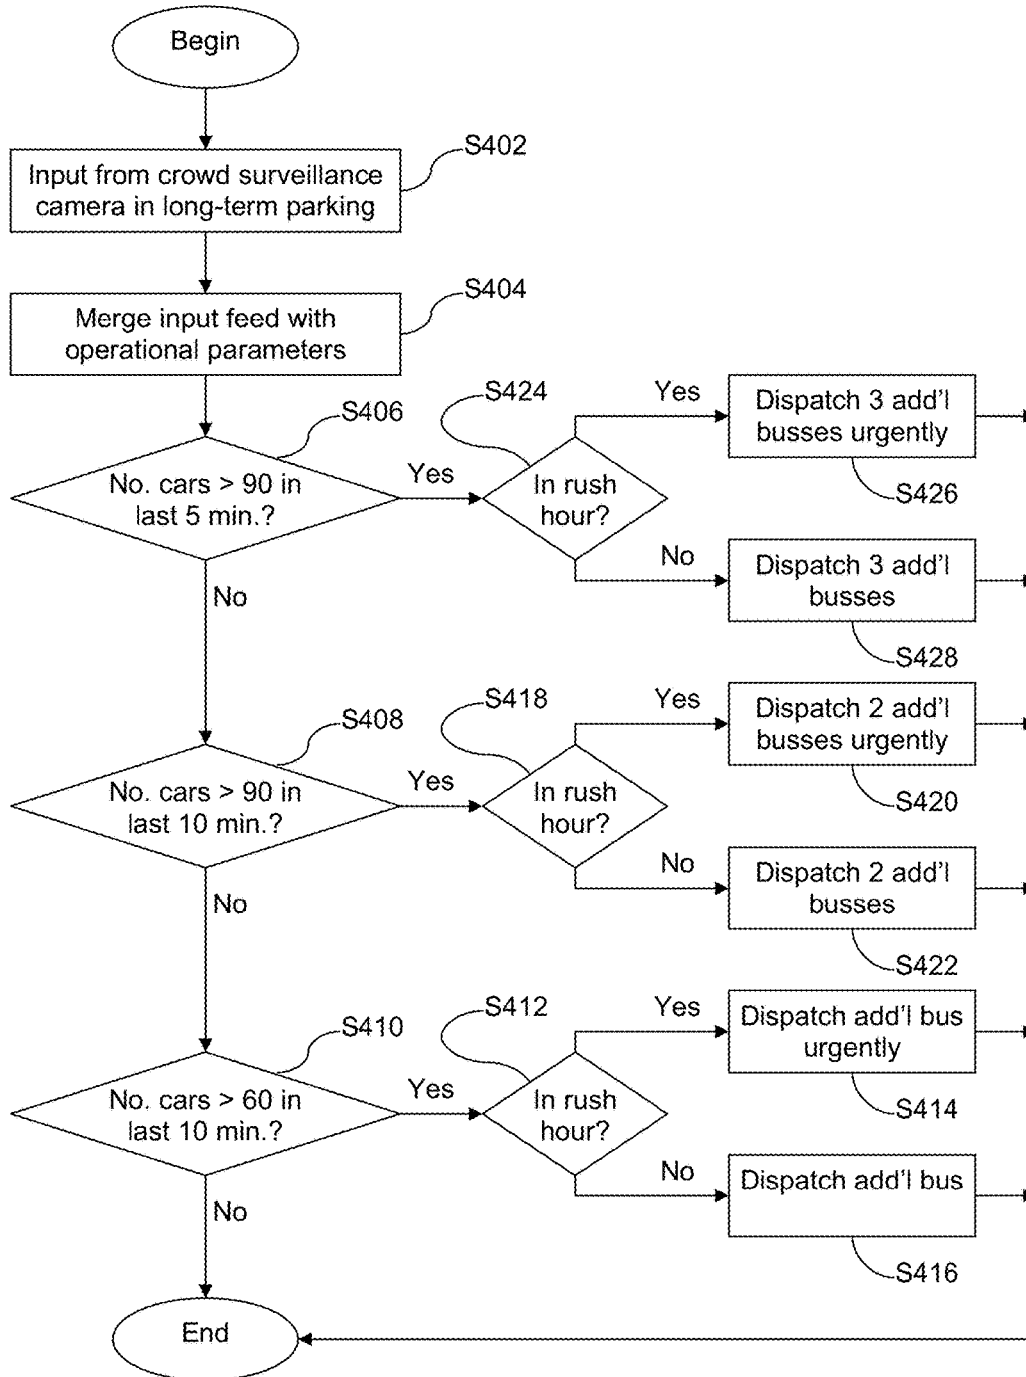 Begin
S402
Input from crowd surveillance
camera in long-term parking
S404
Merge input feed with
operational parameters
S406
No. cars > 90 in
last 5 min.?
Yes
S424
In rush
hour?
Yes
Dispatch 3 add'l
busses urgently
S426
No
Dispatch 3 add'l
busses
S428
No
S408
No. cars > 90 in
last 10 min.?
Yes
S418
In rush
hour?
Yes
Dispatch 2 add'l
busses urgently
S420
No
Dispatch 2 add'l
busses
S422
No
S410
No. cars > 60 in
last 10 min.?
Yes
S412
In rush
hour?
Yes
Dispatch add'l bus
urgently
S414
No
Dispatch add'l bus
S416
No
End